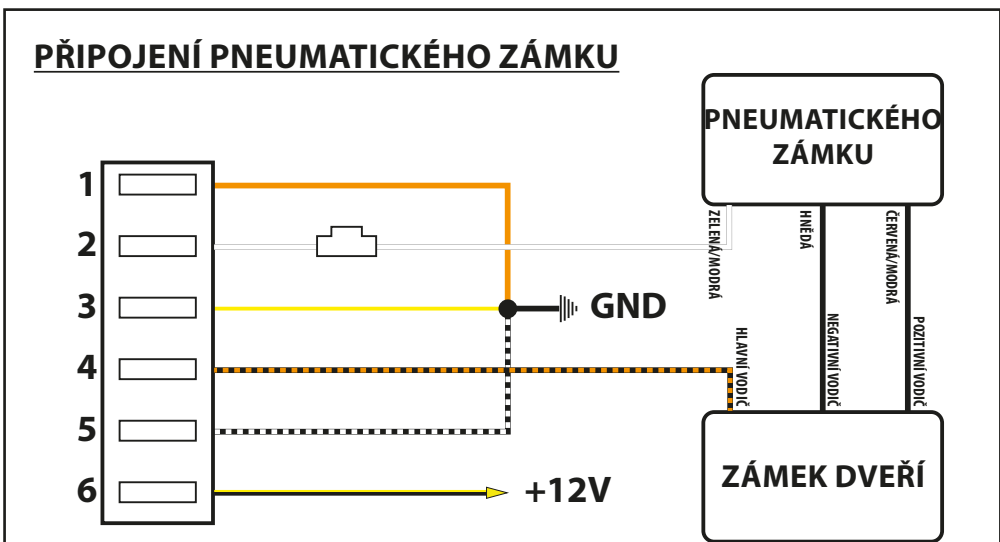 PŘIPOJENÍ PNEUMATICKÉHO ZÁMKU
PNEUMATICKÉHO
ZÁMKU
1
2
3
4
5
6
ZELENÁ/MODRÁ
HNĚDÁ
ČERVENÁ/MODRÁ
GND
HLAVNÍ VODIČ
NEGATIVNÍ VODIČ
POZITIVNÍ VODIČ
ZÁMEK DVEŘÍ
+12V